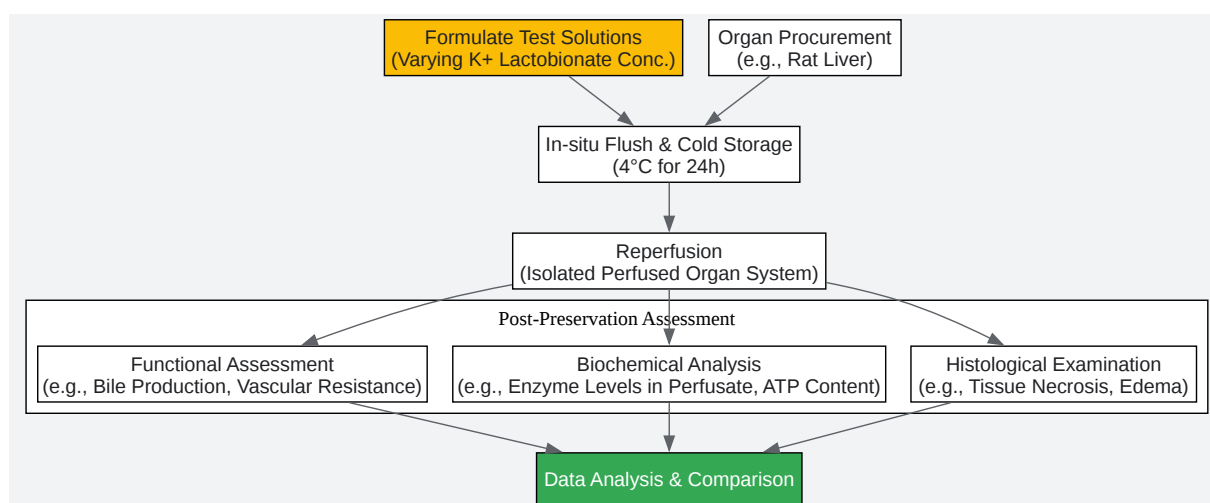 Formulate Test Solutions
(Varying K+ Lactobionate Conc.)
Organ Procurement
(e.g., Rat Liver)
In-situ Flush & Cold Storage
(4°C for 24h)
Reperfusion
(Isolated Perfused Organ System)
Post-Preservation Assessment
Functional Assessment
(e.g., Bile Production, Vascular Resistance)
Biochemical Analysis
(e.g., Enzyme Levels in Perfusate, ATP Content)
Histological Examination
(e.g., Tissue Necrosis, Edema)
Data Analysis & Comparison